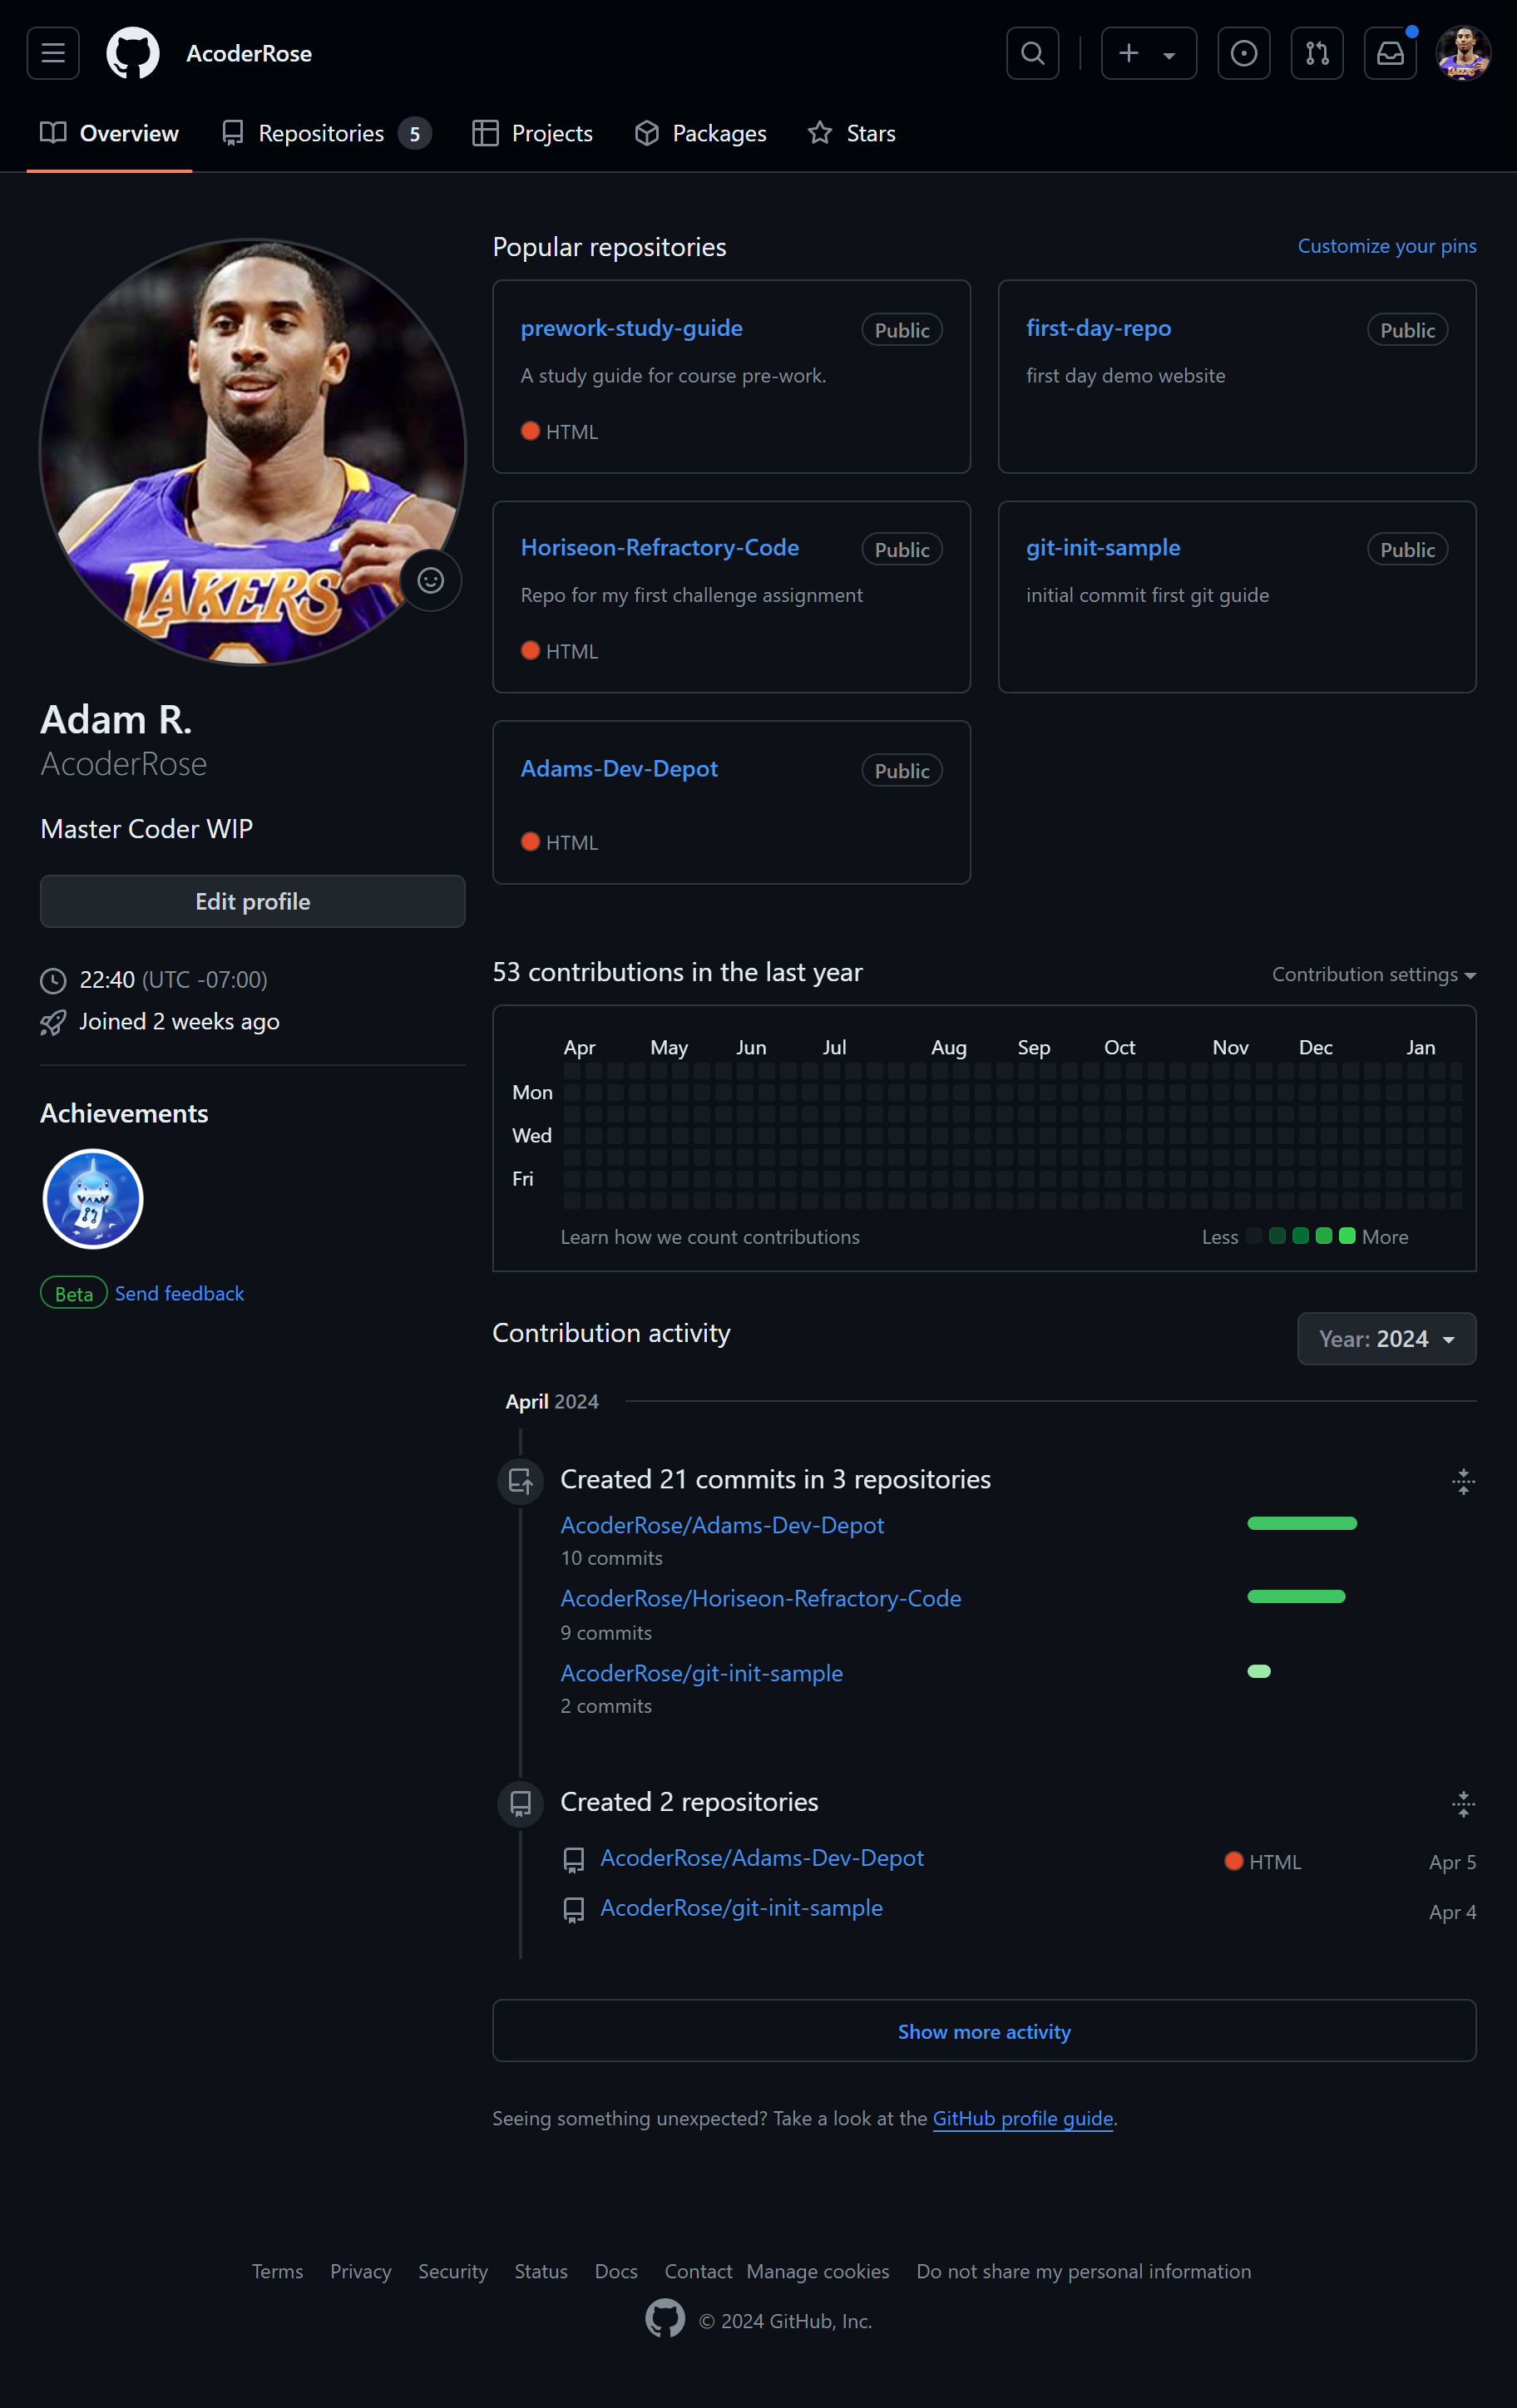 AcoderRose
Overview
Repositories 5
Projects
Packages
Stars
LAKERS
Adam R.
AcoderRose
Master Coder WIP
Edit profile
22:40 (UTC -07:00)
Joined 2 weeks ago
Achievements
Beta Send feedback
Popular repositories
Customize your pins
prework-study-guide
Public
A study guide for course pre-work.
HTML
first-day-repo
Public
first day demo website
Horiseon-Refractory-Code
Public
Repo for my first challenge assignment
HTML
git-init-sample
Public
initial commit first git guide
Adams-Dev-Depot
Public
HTML
53 contributions in the last year
Contribution settings
Apr May Jun Jul Aug Sep Oct Nov Dec Jan
Mon
Wed
Fri
Learn how we count contributions
Less More
Contribution activity
Year: 2024
April 2024
Created 21 commits in 3 repositories
AcoderRose/Adams-Dev-Depot
10 commits
AcoderRose/Horiseon-Refractory-Code
9 commits
AcoderRose/git-init-sample
2 commits
Created 2 repositories
AcoderRose/Adams-Dev-Depot HTML Apr 5
AcoderRose/git-init-sample Apr 4
Show more activity
Seeing something unexpected? Take a look at the GitHub profile guide.
Terms Privacy Security Status Docs Contact Manage cookies Do not share my personal information
© 2024 GitHub, Inc.